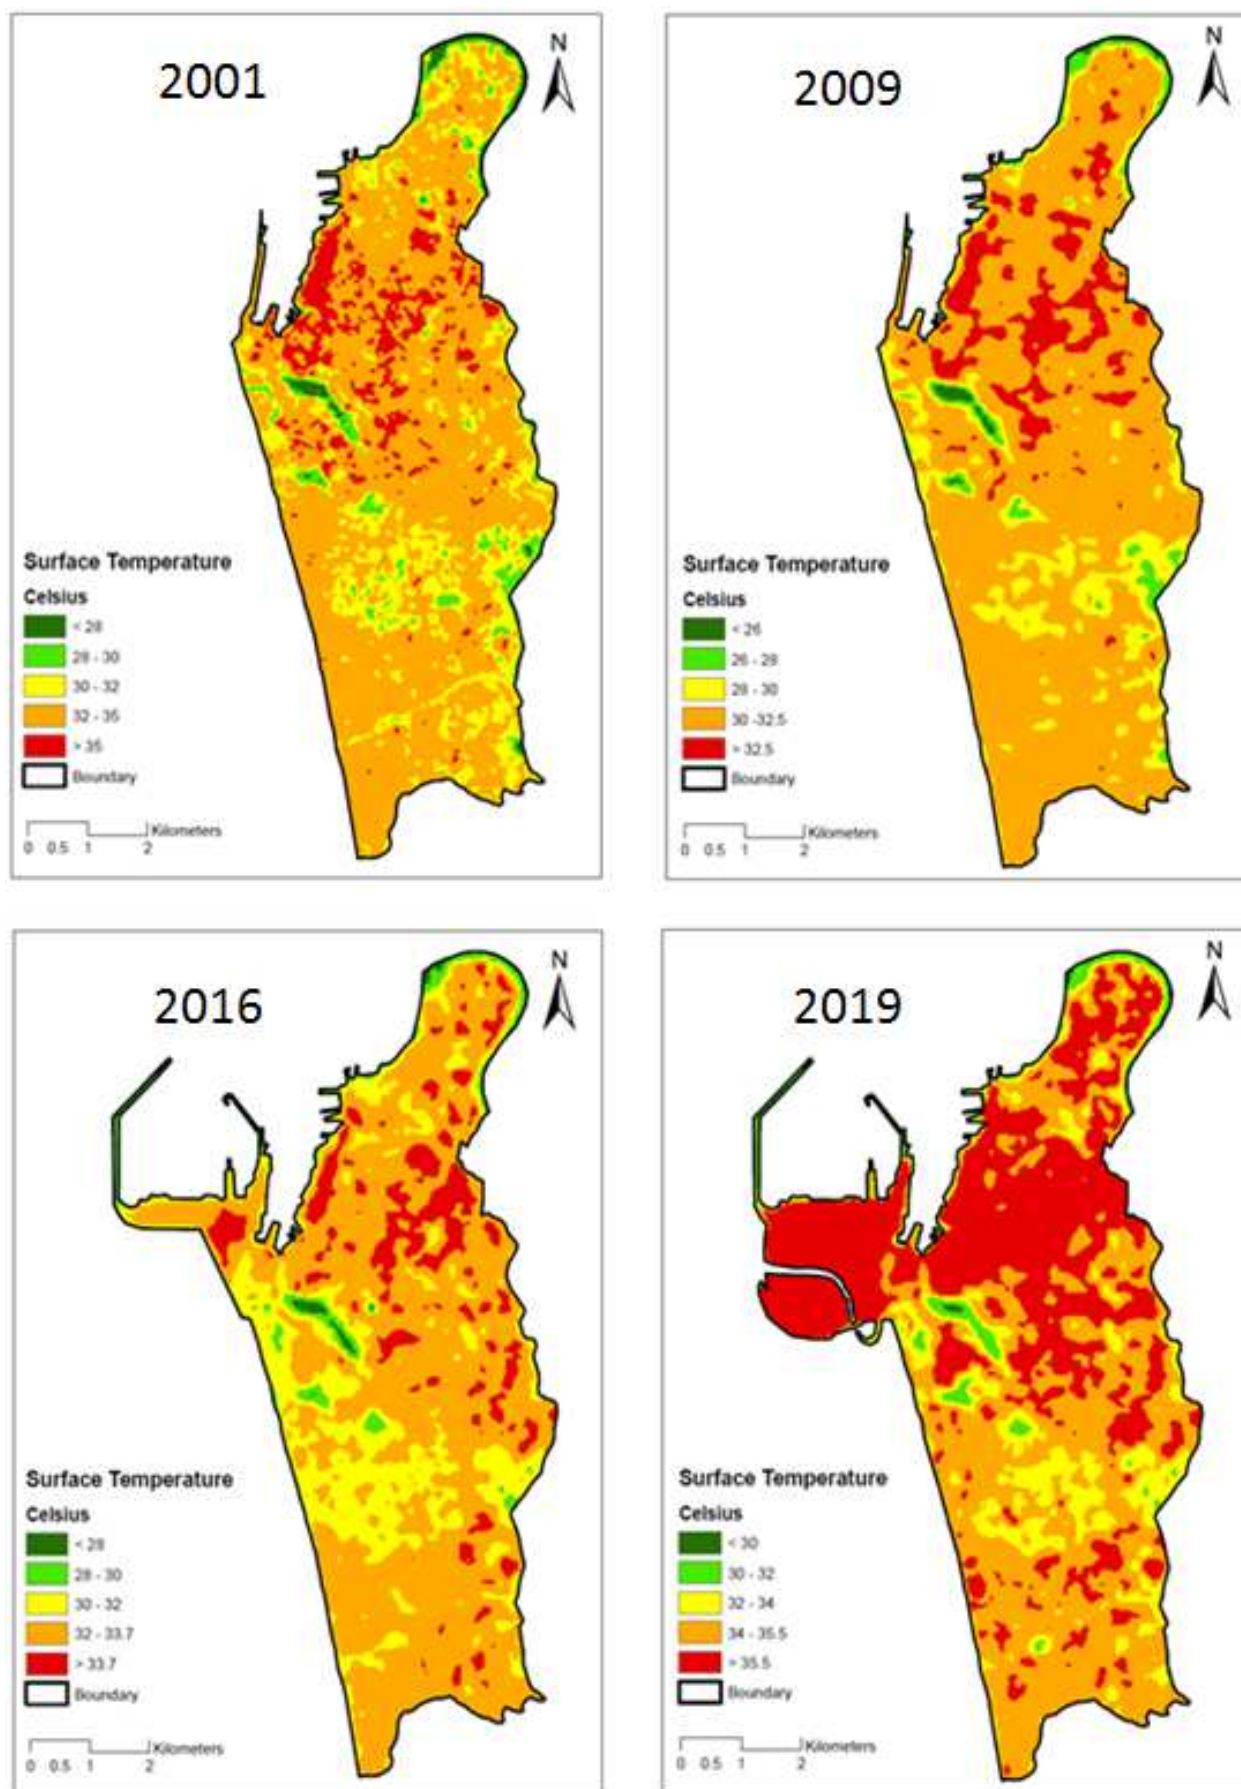 2001
N
Surface Temperature
Celsius
< 28
28 - 30
30 - 32
32 - 35
> 35
Boundary
Kilometers
0 0.5 1 2
2009
N
Surface Temperature
Celsius
< 26
26 - 28
28 - 30
30 -32.5
> 32.5
Boundary
Kilometers
0 0.5 1 2
2016
N
Surface Temperature
Celsius
< 28
28 - 30
30 - 32
32 - 33.7
> 33.7
Boundary
Kilometers
0 0.5 1 2
2019
N
Surface Temperature
Celsius
< 30
30 - 32
32 - 34
34 - 35.5
> 35.5
Boundary
Kilometers
0 0.5 1 2